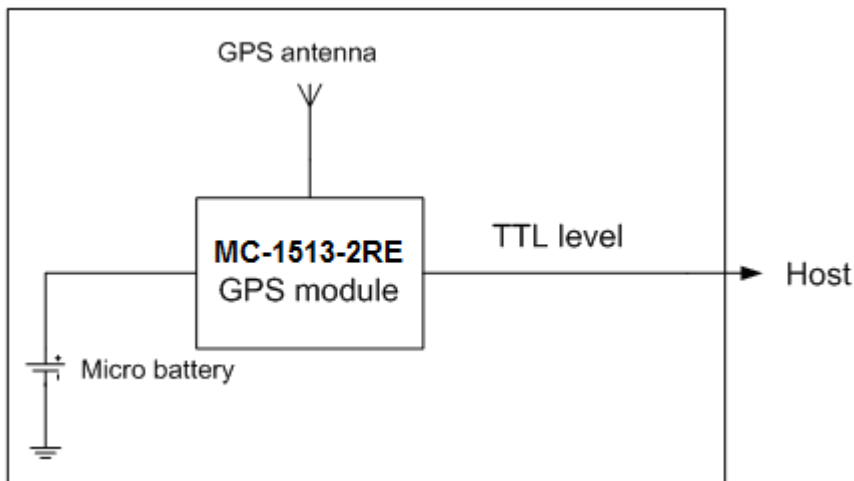 GPS antenna
MC-1513-2RE
GPS module
TTL level
Host
Micro battery